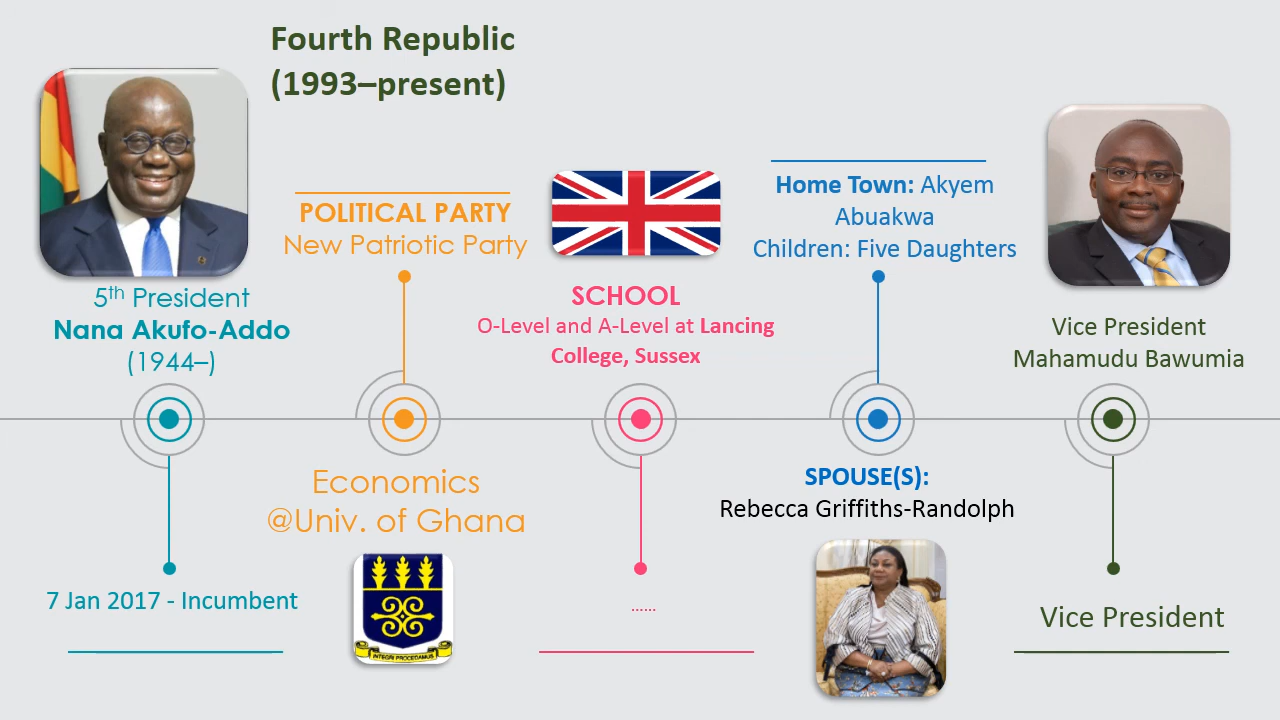 Fourth Republic
(1993–present)
5th President
Nana Akufo-Addo
(1944–)
POLITICAL PARTY
New Patriotic Party
SCHOOL
O-Level and A-Level at Lancing
College, Sussex
Home Town: Akyem
Abuakwa
Children: Five Daughters
Vice President
Mahamudu Bawumia
7 Jan 2017 - Incumbent
Economics
@Univ. of Ghana
INTEGRI PROCEDAMUS
......
SPOUSE(S):
Rebecca Griffiths-Randolph
Vice President